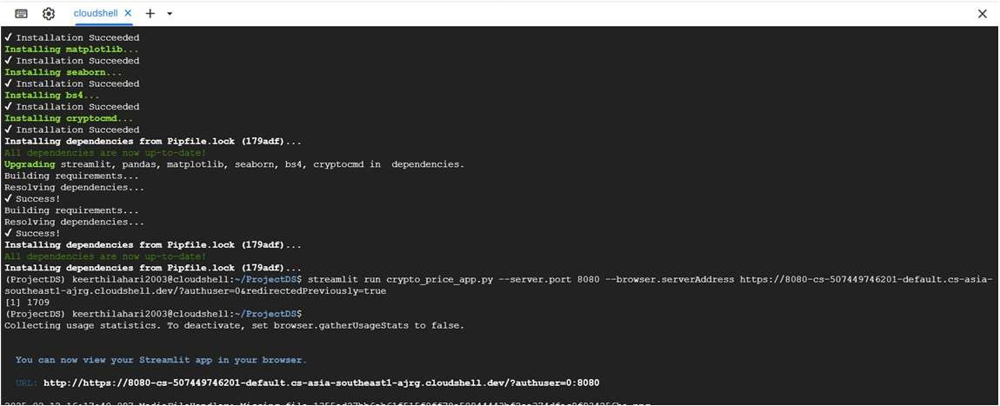 cloudshell
✓ Installation Succeeded
Installing matplotlib...
✓ Installation Succeeded
Installing seaborn...
✓ Installation Succeeded
Installing bs4...
✓ Installation Succeeded
Installing cryptocmd...
✓ Installation Succeeded
Installing dependencies from Pipfile.lock (179adf)...
All dependencies are now up-to-date!
Upgrading streamlit, pandas, matplotlib, seaborn, bs4, cryptocmd in  dependencies.
Building requirements...
Resolving dependencies...
✓ Success!
Building requirements...
Resolving dependencies...
✓ Success!
Installing dependencies from Pipfile.lock (179adf)...
All dependencies are now up-to-date!
Installing dependencies from Pipfile.lock (179adf)...
(ProjectDS) keerthilahari2003@cloudshell:~/ProjectDS$ streamlit run crypto_price_app.py --server.port 8080 --browser.serverAddress https://8080-cs-507449746201-default.cs-asia-
southeast1-ajrg.cloudshell.dev/?authuser=0&redirectedPreviously=true
[1] 1709
(ProjectDS) keerthilahari2003@cloudshell:~/ProjectDS$
Collecting usage statistics. To deactivate, set browser.gatherUsageStats to false.
You can now view your Streamlit app in your browser.
URL: http://https://8080-cs-507449746201-default.cs-asia-southeast1-ajrg.cloudshell.dev/?authuser=0:8080